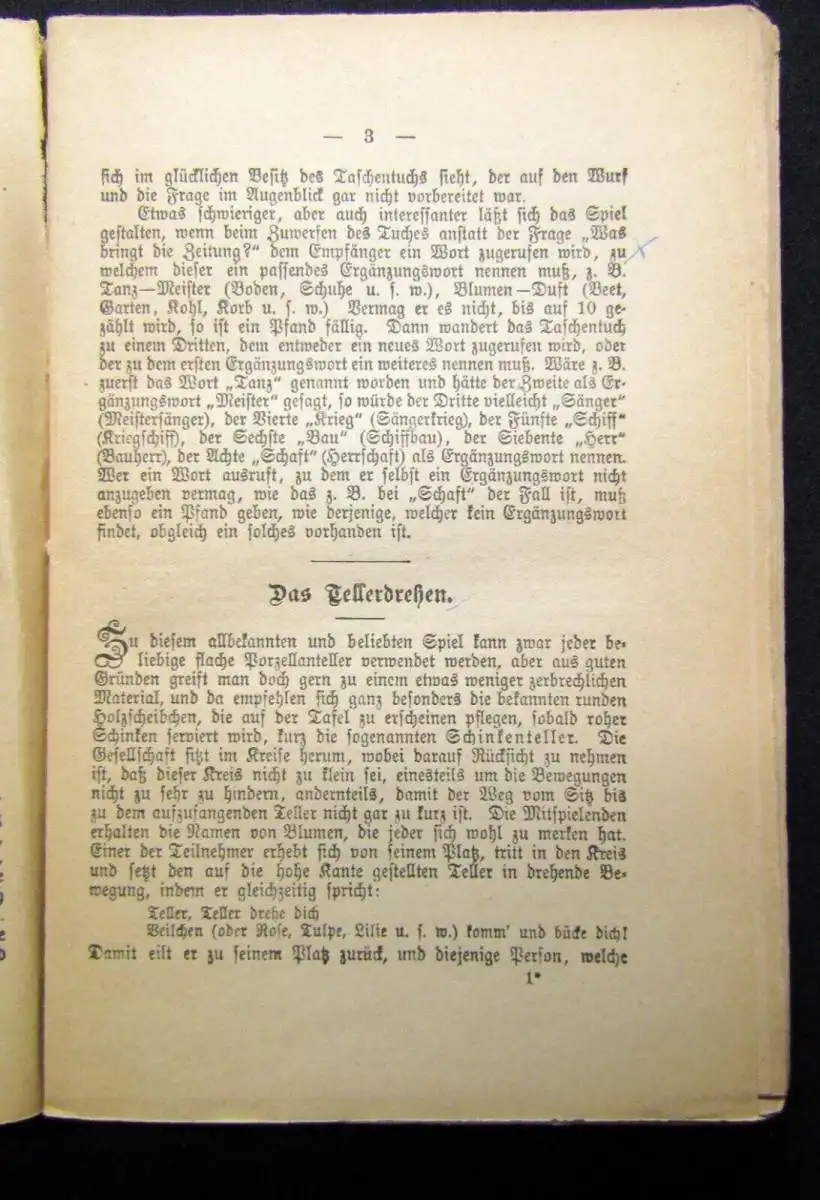 — 3 —
sich im glücklichen Besitz des Taschentuchs sieht, der auf den Wurf
und die Frage im Augenblick gar nicht vorbereitet war.
Etwas schwieriger, aber auch interessanter läßt sich das Spiel
gestalten, wenn beim Zuwerfen des Tuches anstatt der Frage „Was
bringt die Zeitung?“ dem Empfänger ein Wort zugerufen wird, zu
welchem dieser ein passendes Ergänzungswort nennen muß, z. B.
Tanz—Meister (Boden, Schuhe u. s. w.), Blumen—Duft (Beet,
Garten, Kohl, Korb u. s. w.) Vermag er es nicht, bis auf 10 ge-
zählt wird, so ist ein Pfand fällig. Dann wandert das Taschentuch
zu einem Dritten, dem entweder ein neues Wort zugerufen wird, oder
der zu dem ersten Ergänzungswort ein weiteres nennen muß. Wäre z. B.
zuerst das Wort „Tanz“ genannt worden und hätte der Zweite als Er-
gänzungswort „Meister“ gesagt, so würde der Dritte vielleicht „Sänger“
(Meistersänger), der Vierte „Krieg“ (Sängerkrieg), der Fünfte „Schiff“
(Kriegschiff), der Sechste „Bau“ (Schiffbau), der Siebente „Herr“
(Bauherr), der Achte „Schaft“ (Herrschaft) als Ergänzungswort nennen.
Wer ein Wort ausruft, zu dem er selbst ein Ergänzungswort nicht
anzugeben vermag, wie das z. B. bei „Schaft“ der Fall ist, muß
ebenso ein Pfand geben, wie derjenige, welcher kein Ergänzungswort
findet, obgleich ein solches vorhanden ist.
Das Tellerdrehen.
Zu diesem allbekannten und beliebten Spiel kann zwar jeder be-
liebige flache Porzellanteller verwendet werden, aber aus guten
Gründen greift man doch gern zu einem etwas weniger zerbrechlichen
Material, und da empfehlen sich ganz besonders die bekannten runden
Holzscheibchen, die auf der Tafel zu erscheinen pflegen, sobald roher
Schinken serviert wird, kurz die sogenannten Schinkenteller. Die
Gesellschaft sitzt im Kreise herum, wobei darauf Rücksicht zu nehmen
ist, daß dieser Kreis nicht zu klein sei, einesteils um die Bewegungen
nicht zu sehr zu hindern, andernteils, damit der Weg vom Sitz bis
zu dem aufzufangenden Teller nicht gar zu kurz ist. Die Mitspielenden
erhalten die Namen von Blumen, die jeder sich wohl zu merken hat.
Einer der Teilnehmer erhebt sich von seinem Platz, tritt in den Kreis
und setzt den auf die hohe Kante gestellten Teller in drehende Be-
wegung, indem er gleichzeitig spricht:
Teller, Teller drehe dich
Veilchen (oder Rose, Tulpe, Lilie u. s. w.) komm' und bücke dich!
Damit eilt er zu seinem Platz zurück, und diejenige Person, welche
1*